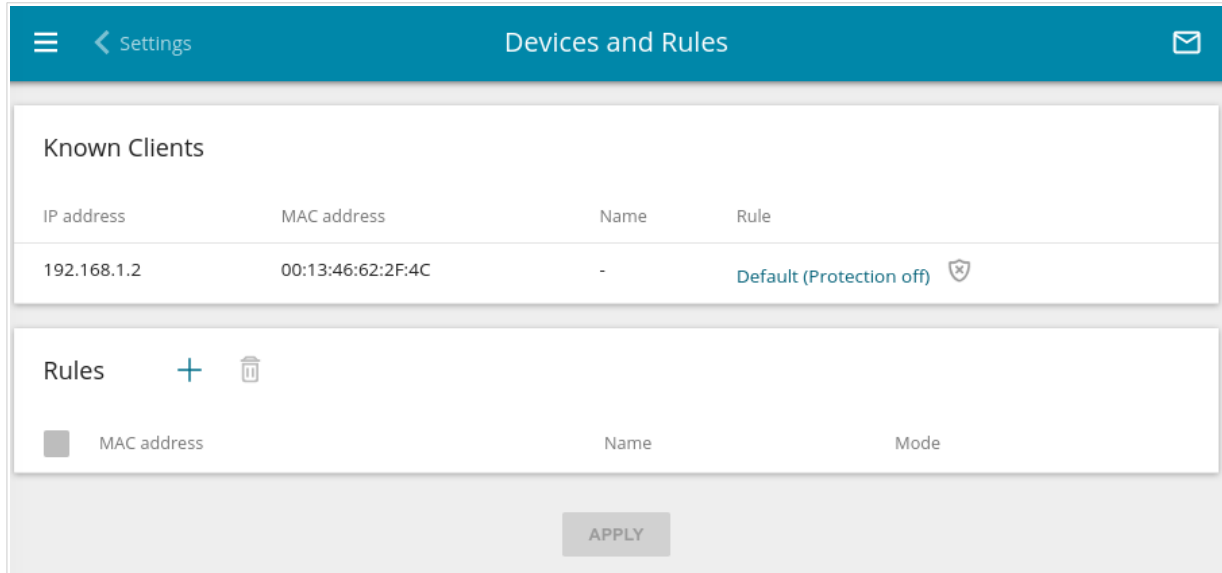 Settings Devices and Rules
Known Clients
IP address MAC address Name Rule
192.168.1.2 00:13:46:62:2F:4C - Default (Protection off)
Rules
MAC address Name Mode
APPLY